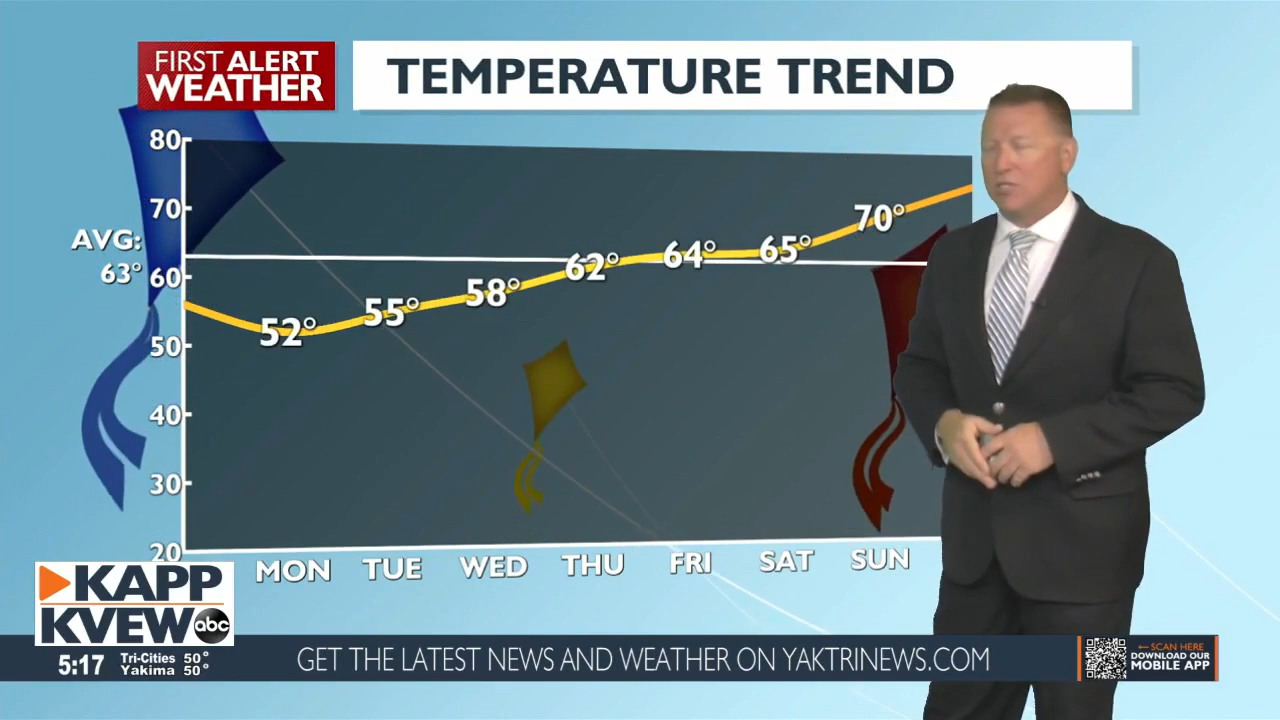 FIRST ALERT
WEATHER
TEMPERATURE TREND
80
70
AVG:
63°
60
50
40
30
20
52°
55°
58°
62°
64°
65°
70°
MON TUE WED THU FRI SAT SUN
KAPP
KVEW abc
5:17
Tri-Cities 50°
Yakima 50°
GET THE LATEST NEWS AND WEATHER ON YAKTRINEWS.COM
←SCAN HERE
DOWNLOAD OUR
MOBILE APP